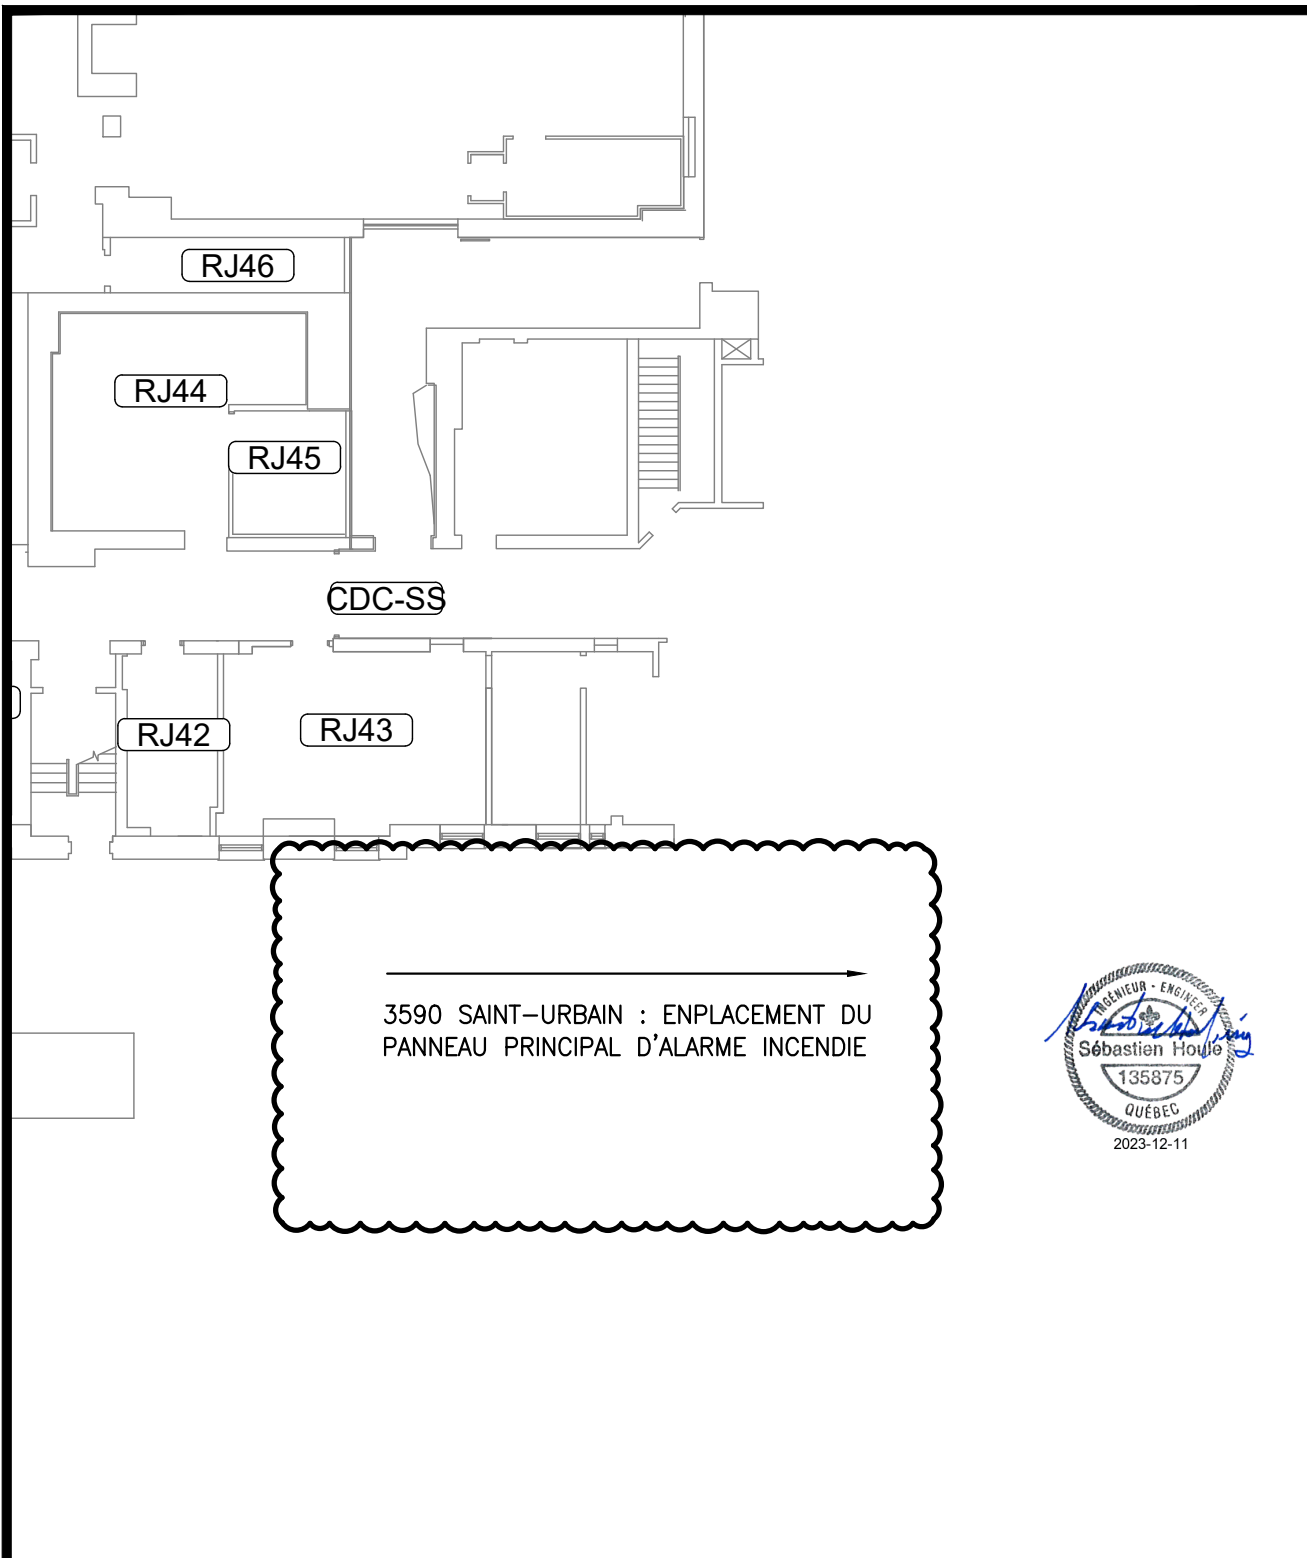 RJ46
RJ44
RJ45
CDC-SS
RJ42
RJ43
3590 SAINT-URBAIN : ENPLACEMENT DU
PANNEAU PRINCIPAL D'ALARME INCENDIE
INGÉNIEUR - ENGINEER
Sébastien Houle
135875
QUÉBEC
2023-12-11